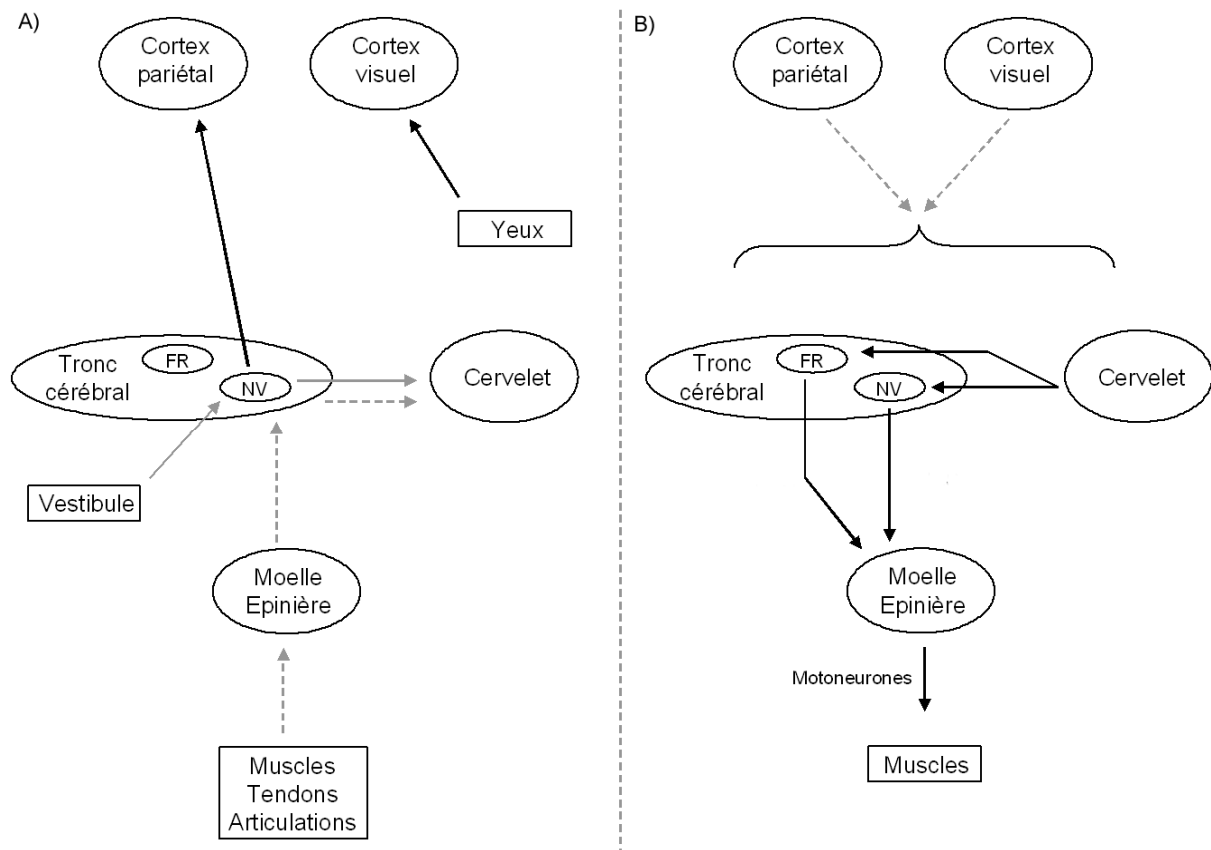 A)
Cortex
pariétal
Cortex
visuel
Yeux
Tronc
cérébral
FR
NV
Cervelet
Vestibule
Moelle
Epinière
Muscles
Tendons
Articulations
B)
Cortex
pariétal
Cortex
visuel
Tronc
cérébral
FR
NV
Cervelet
Moelle
Epinière
Motoneurones
Muscles